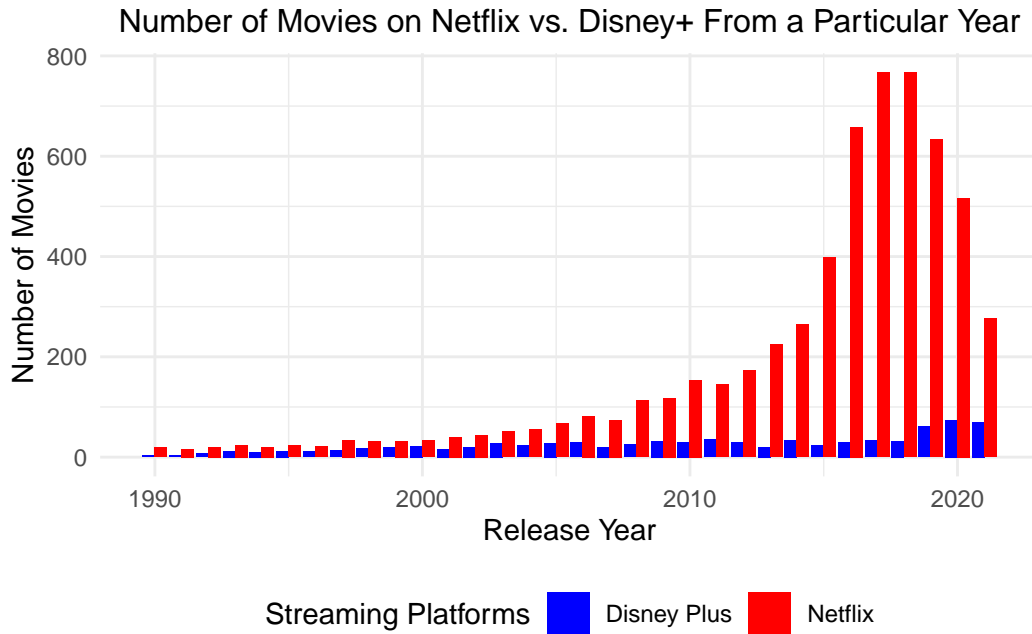 Number of Movies on Netflix vs. Disney+ From a Particular Year
800
600
400
200
0
Number of Movies
1990
2000
2010
2020
Release Year
Streaming Platforms
Disney Plus
Netflix